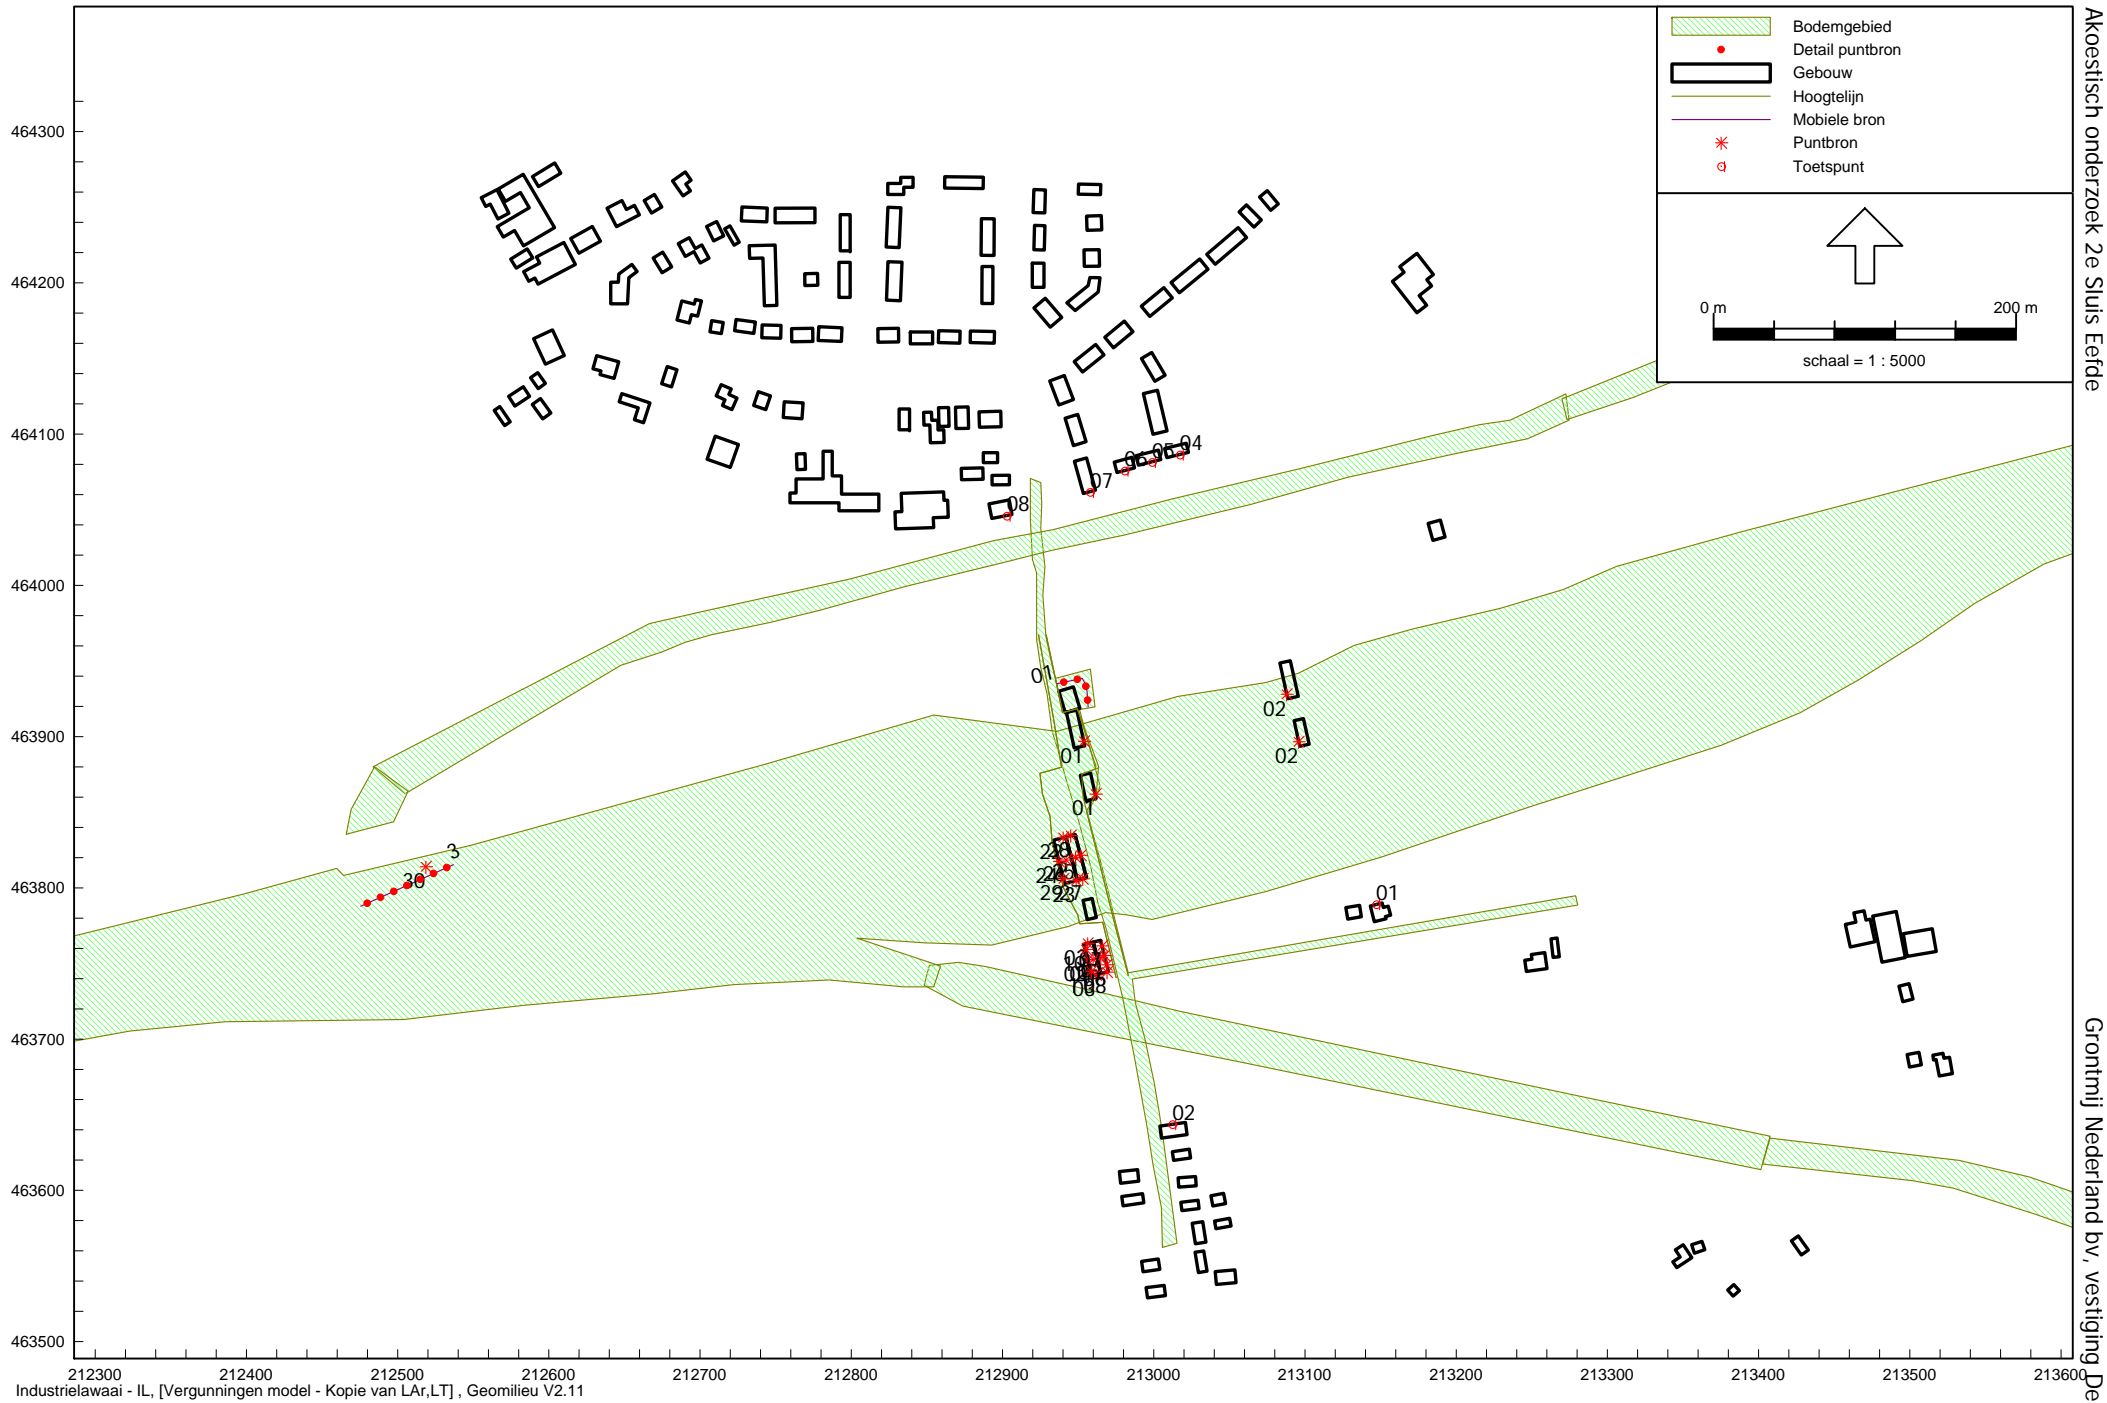 Bodemgebied
Detail puntbron
Gebouw
Hoogtelijn
Mobiele bron
Puntbron
Toetspunt
0 m
200 m
schaal = 1 : 5000
Akoestisch onderzoek 2e Sluis Eefde
Grontmij Nederland bv, vestiging De
464300
464200
464100
464000
463900
463800
463700
463600
463500
04
05
06
07
08
01
02
01
02
01
3
30
01
02
212300
212400
212500
212600
212700
212800
212900
213000
213100
213200
213300
213400
213500
213600
Industrielawaai - IL, [Vergunningen model - Kopie van LAr,LT] , Geomilieu V2.11